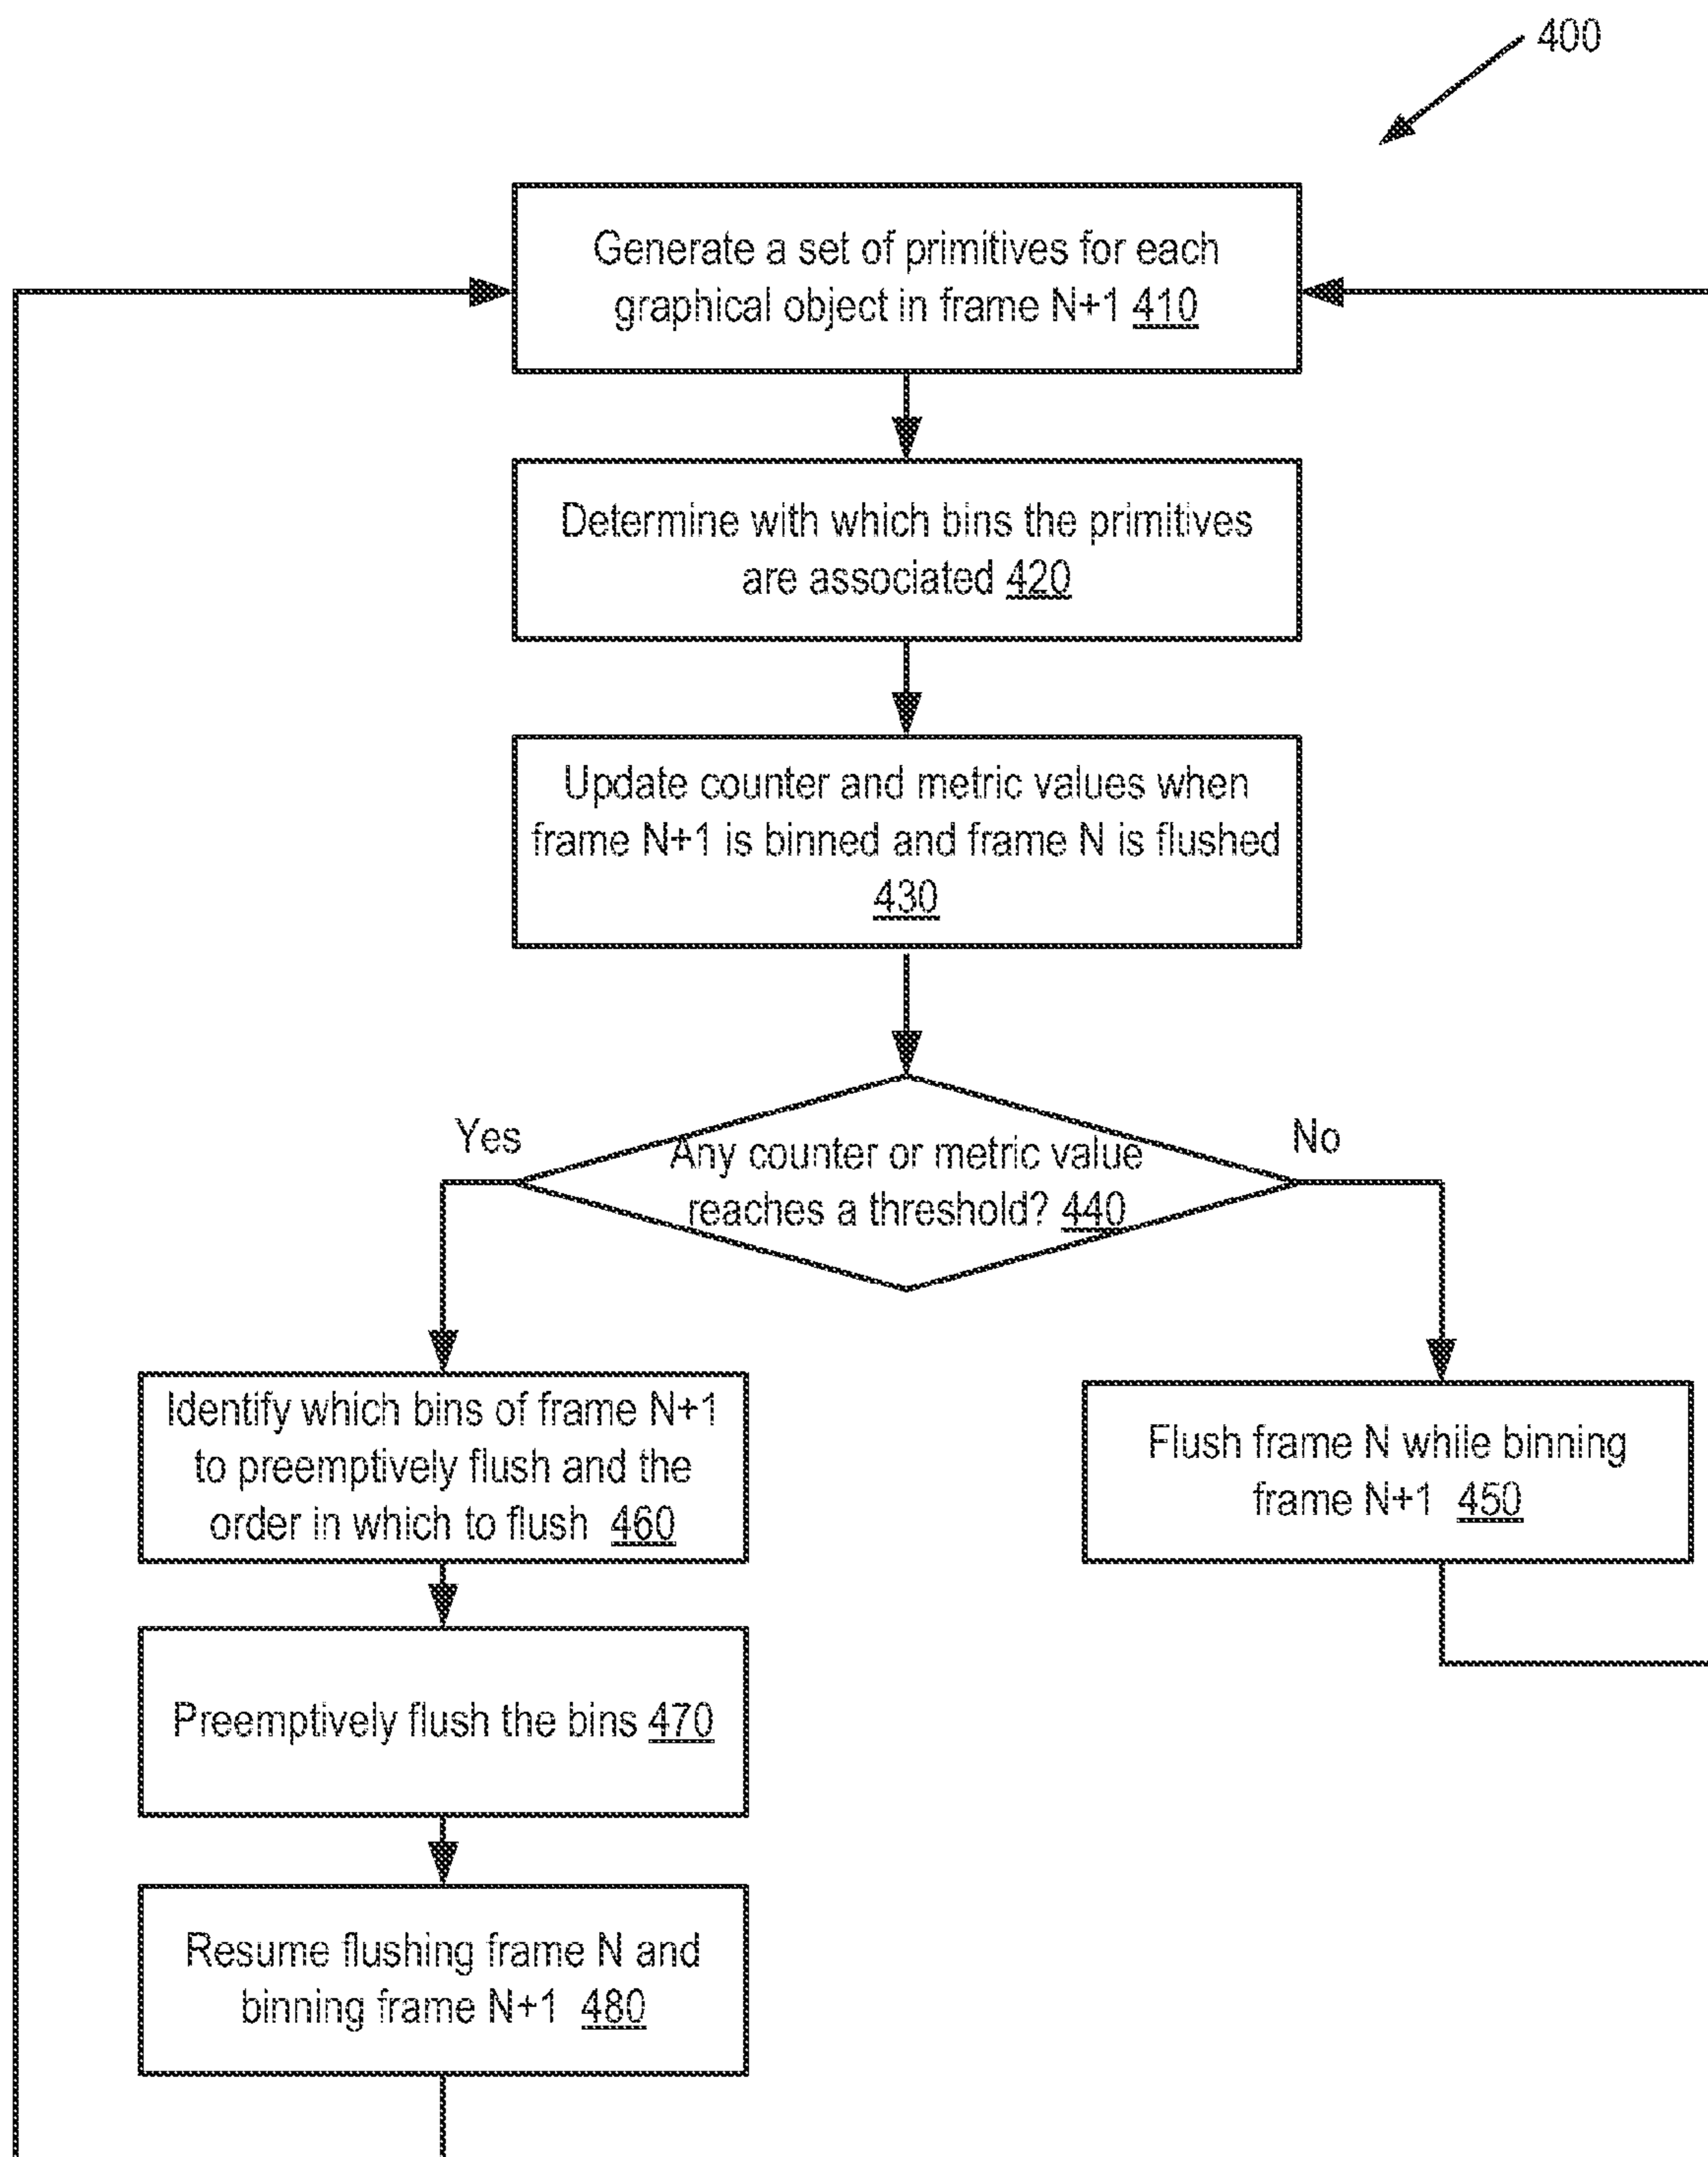 400
Generate a set of primitives for each
graphical object in frame N+1 410
Determine with which bins the primitives
are associated 420
Update counter and metric values when
frame N+1 is binned and frame N is flushed
430
Yes
No
Any counter or metric value
reaches a threshold? 440
Identify which bins of frame N+1
to preemptively flush and the
order in which to flush 460
Flush frame N while binning
frame N+1 450
Preemptively flush the bins 470
Resume flushing frame N and
binning frame N+1 480